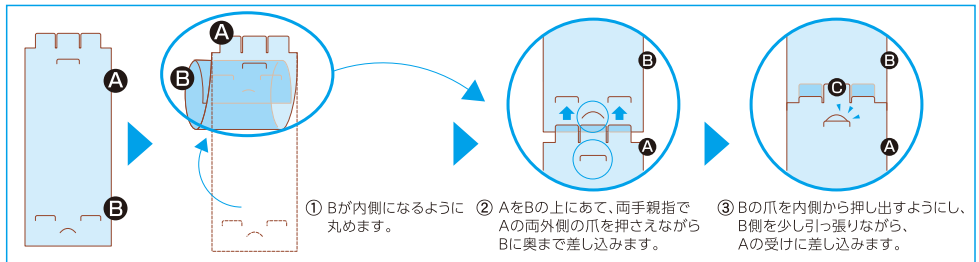 A
B
A
B
① Bが内側になるように
丸めます。
B
A
② AをBの上にあて、両手親指で
Aの両外側の爪を押さえながら
Bに奥まで差し込みます。
B
C
A
③ Bの爪を内側から押し出すようにし、
B側を少し引っ張りながら、
Aの受けに差し込みます。